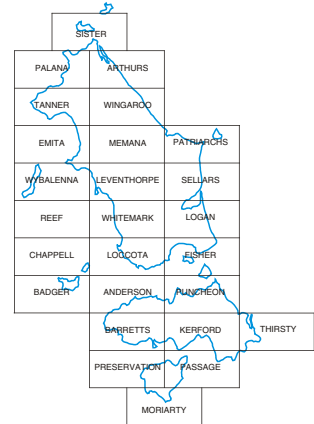 SISTER
PALANA ARTHURS
TANNER WINGAROO
EMITA MEMANA PATRIARCHS
WYBALENNA LEVENTHORPE SELLARS
REEF WHITEMARK LOGAN
CHAPPELL LOCCOTA FISHER
BADGER ANDERSON PUNCHEON
BARRETTS KERFORD THIRSTY
PRESERVATION PASSAGE
MORIARTY